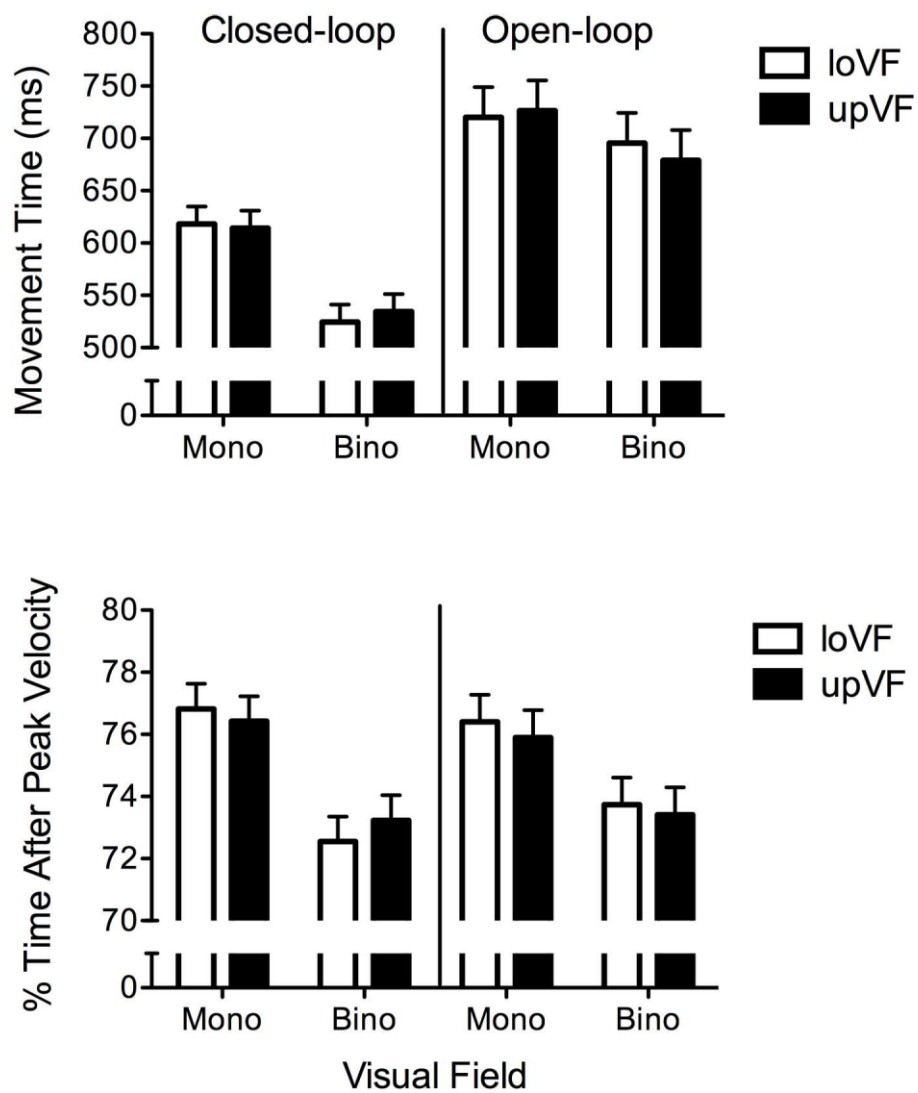 Closed-loop Open-loop
loVF
upVF
Movement Time (ms)
800
750
700
650
600
550
500
0
Mono Bino Mono Bino
loVF
upVF
% Time After Peak Velocity
80
78
76
74
72
70
0
Mono Bino Mono Bino
Visual Field